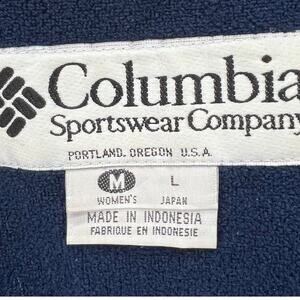 Columbia
Sportswear Company
PORTLAND. OREGON U.S.A.
M L
WOMEN'S JAPAN
MADE IN INDONESIA
FABRIQUE EN INDONESIE